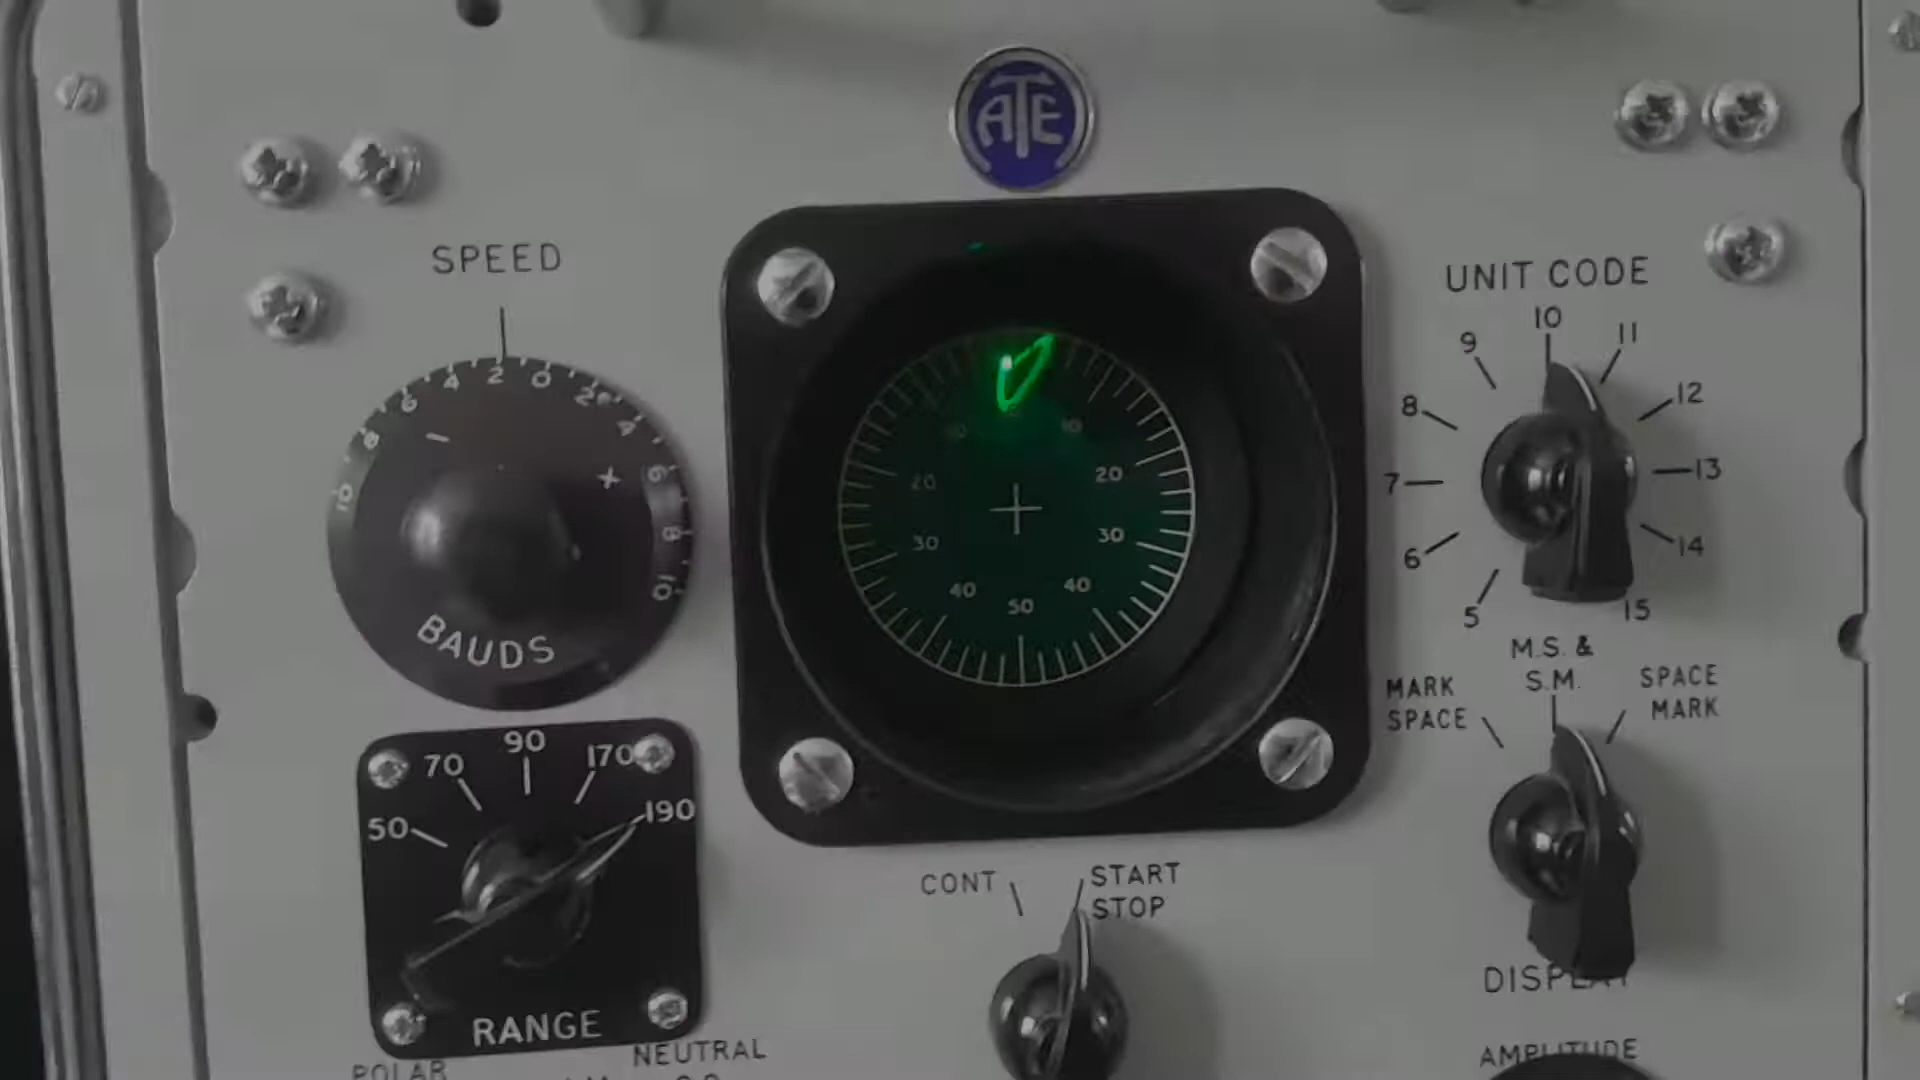 ATE
SPEED
10 8 6 4 2 0 2 4 6 8 10
- +
BAUDS
50 70 90 170 190
RANGE
POLAR
NEUTRAL
10 10
20 20
30 30
40 40
50
UNIT CODE
5 6 7 8 9 10 11 12 13 14 15
MARK
SPACE
M.S. &
S.M.
SPACE
MARK
DISPLAY
CONT
START
STOP
AMPLITUDE